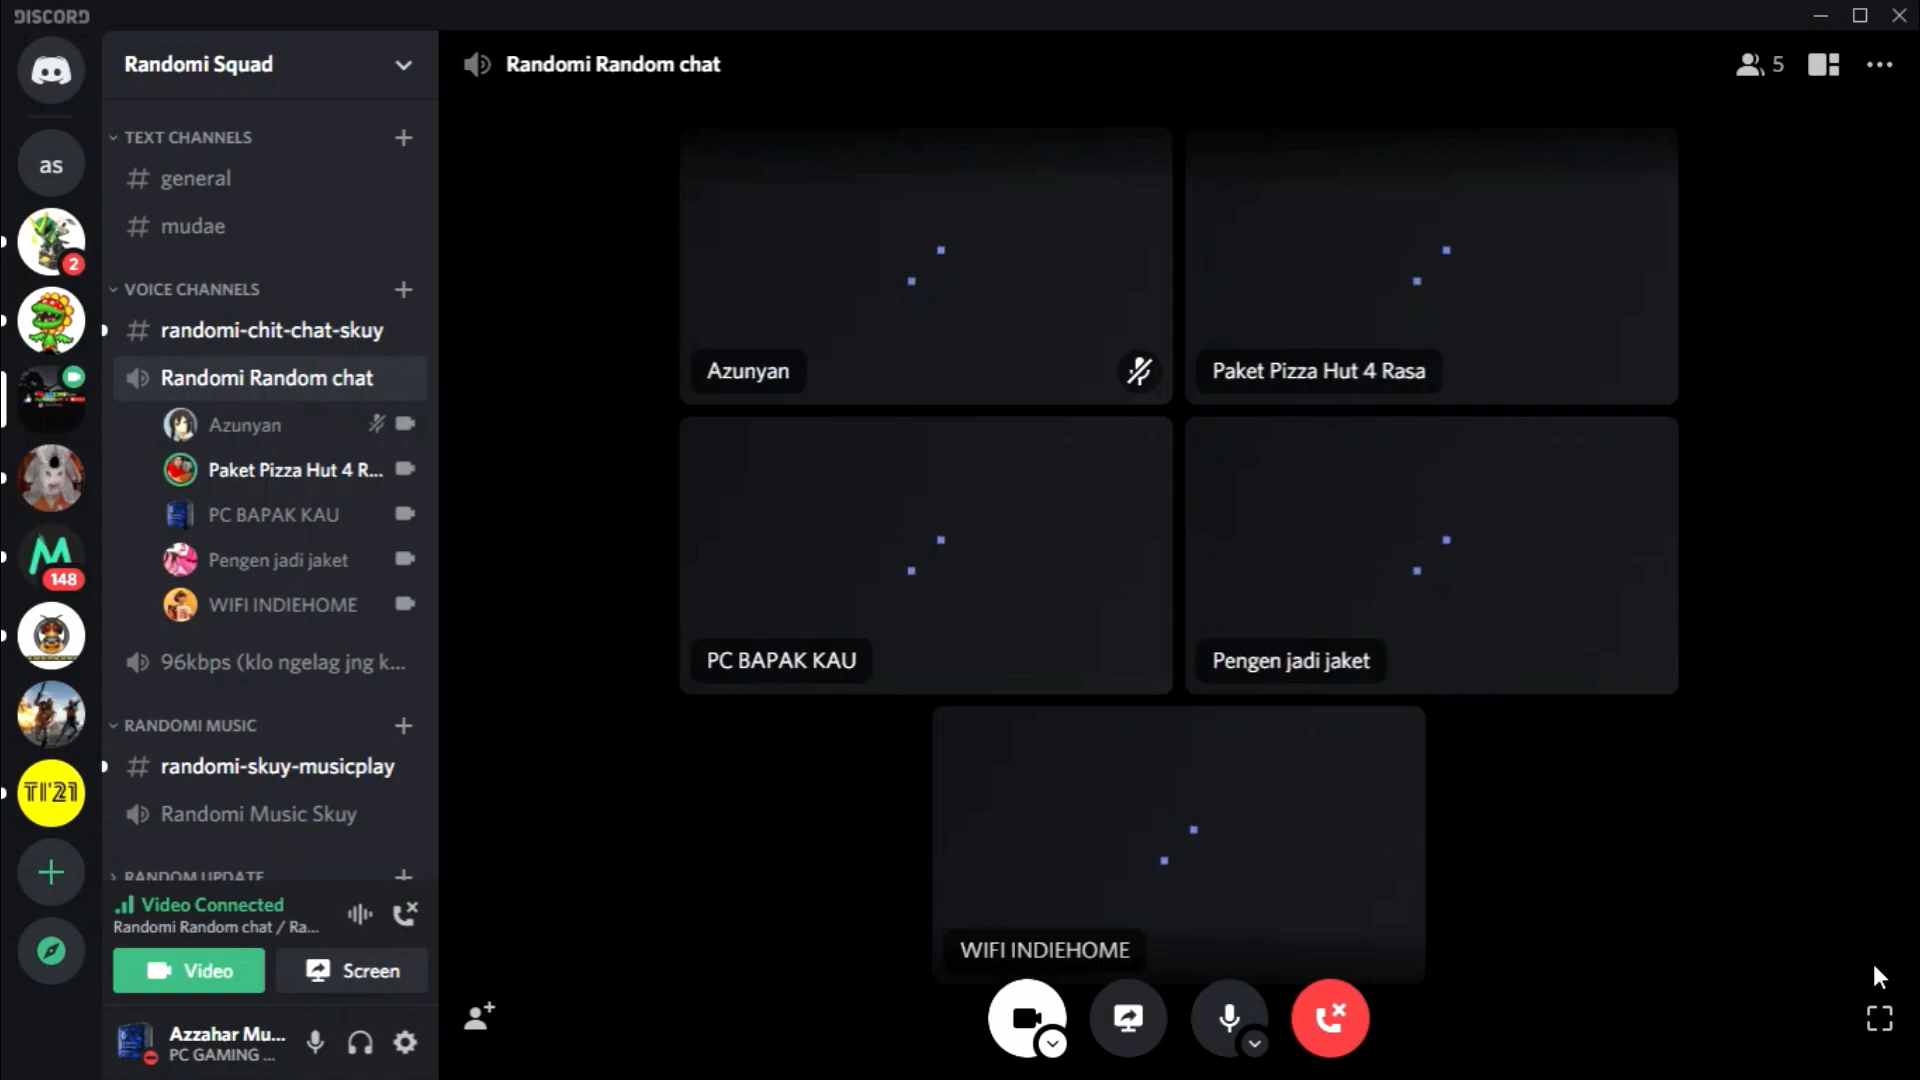 DISCORD
Randomi Squad
Randomi Random chat
5
as
2
148
TI'21
TEXT CHANNELS
general
mudae
VOICE CHANNELS
randomi-chit-chat-skuy
Randomi Random chat
Azunyan
Paket Pizza Hut 4 R...
PC BAPAK KAU
Pengen jadi jaket
WIFI INDIEHOME
96kbps (klo ngelag jng k...
RANDOMI MUSIC
randomi-skuy-musicplay
Randomi Music Skuy
RANDOM UPDATE
Video Connected
Randomi Random chat / Ra...
Video
Screen
Azzahar Mu...
PC GAMING ...
Azunyan
Paket Pizza Hut 4 Rasa
PC BAPAK KAU
Pengen jadi jaket
WIFI INDIEHOME